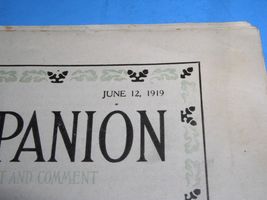 JUNE 12, 1919
PANION
T AND COMMENT